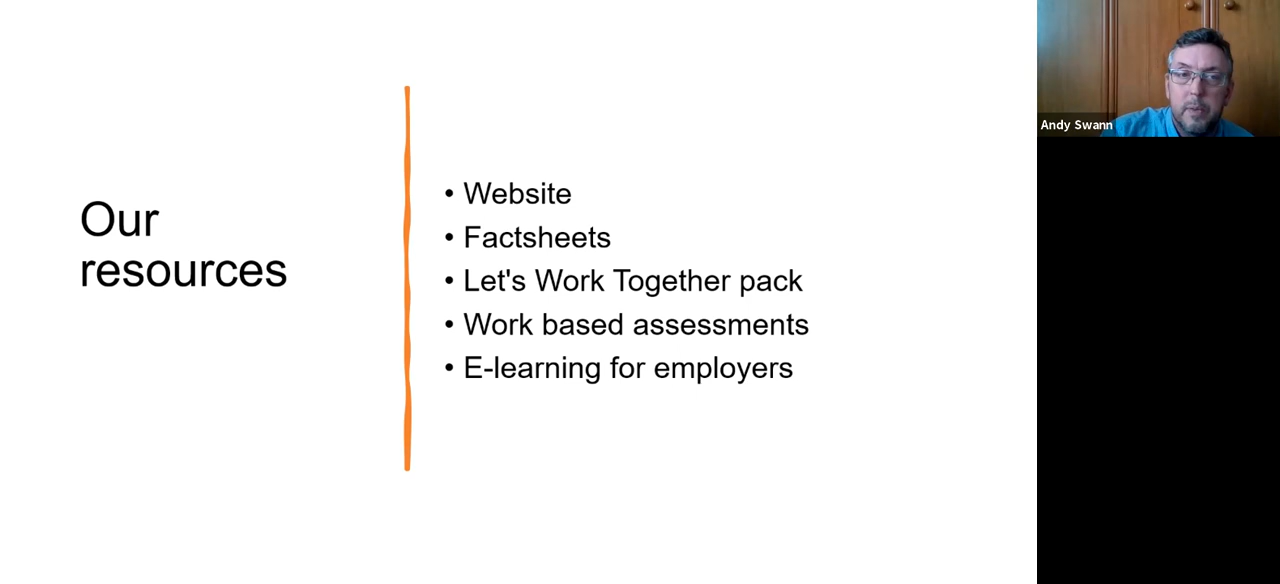 Our
resources
• Website
• Factsheets
• Let's Work Together pack
• Work based assessments
• E-learning for employers
Andy Swann